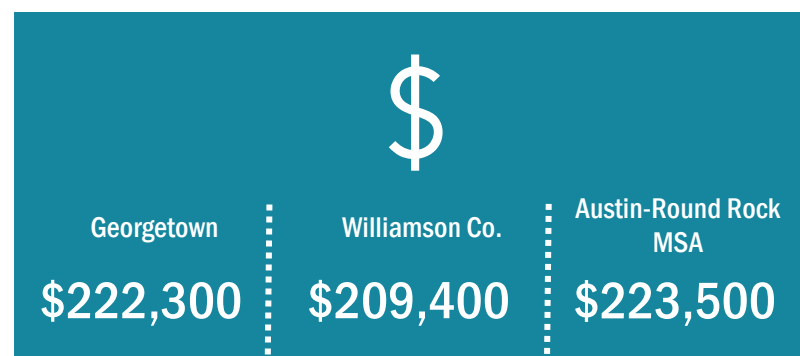 $
Georgetown
$222,300
Williamson Co.
$209,400
Austin-Round Rock
MSA
$223,500